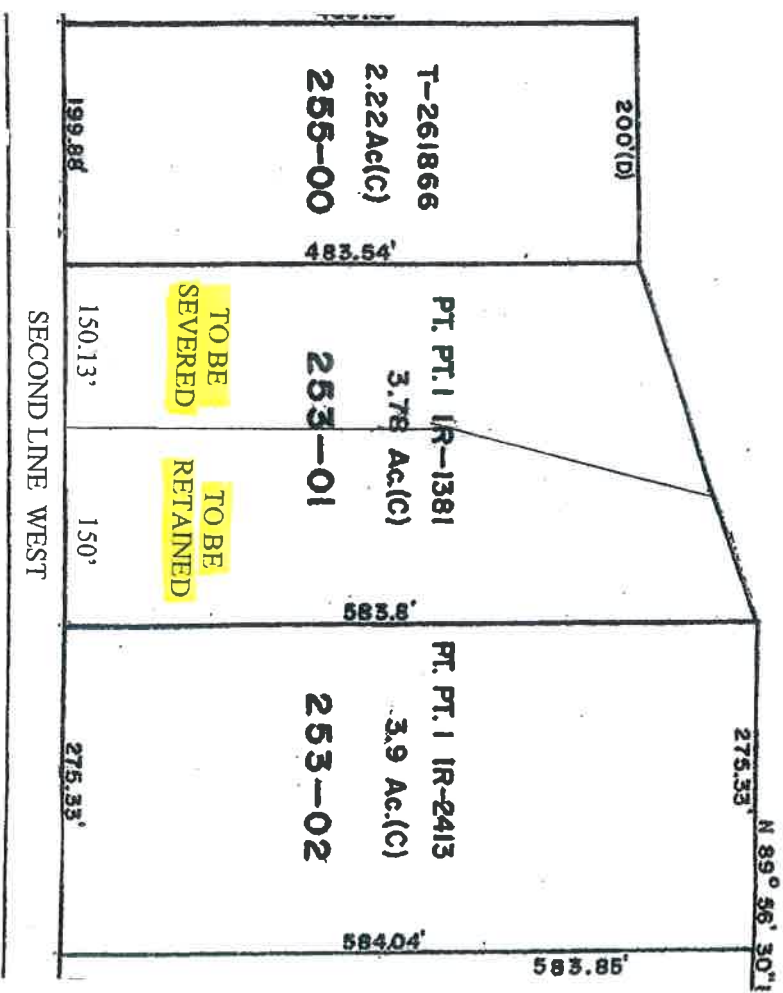 200'(D)
T-261866
2.22Ac(C)
255-00
199.88'
483.54'
PT. PT.1 1R-1381
3.78 Ac.(C)
253-01
TO BE
SEVERED
TO BE
RETAINED
150.13'
150'
583.8'
N 89° 56' 30"
275.33'
PT. PT.1 1R-2413
3.9 Ac.(C)
253-02
275.33'
584.04'
583.85'
SECOND LINE WEST